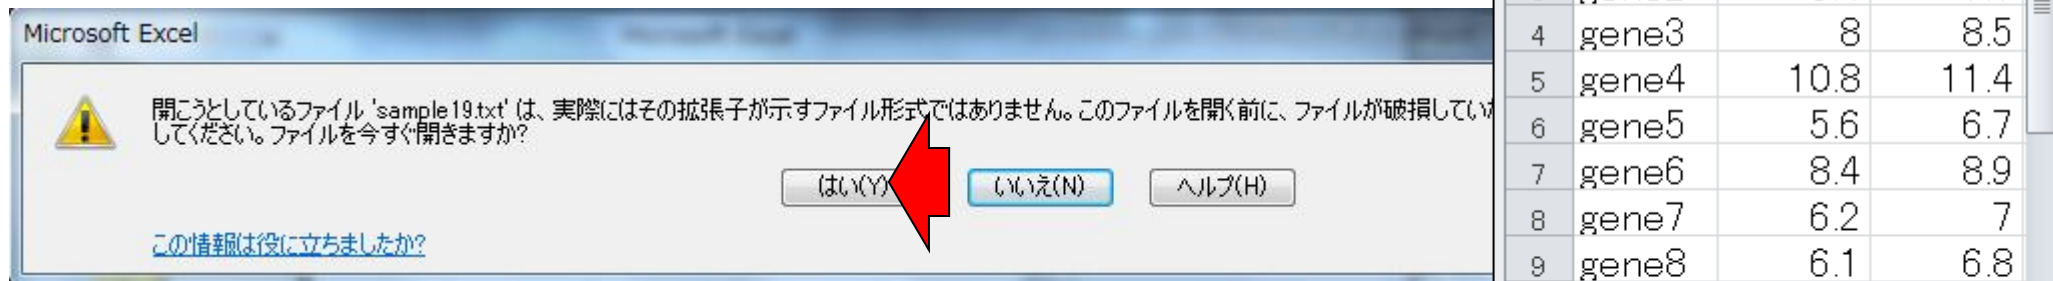 Microsoft Excel
開こうとしているファイル 'sample19.txt' は、実際にはその拡張子が示すファイル形式ではありません。このファイルを開く前に、ファイルが破損してい
してください。ファイルを今すぐ開きますか?
はい(Y)
いいえ(N)
ヘルプ(H)
この情報は役に立ちましたか?
4 gene3 8 8.5
5 gene4 10.8 11.4
6 gene5 5.6 6.7
7 gene6 8.4 8.9
8 gene7 6.2 7
9 gene8 6.1 6.8